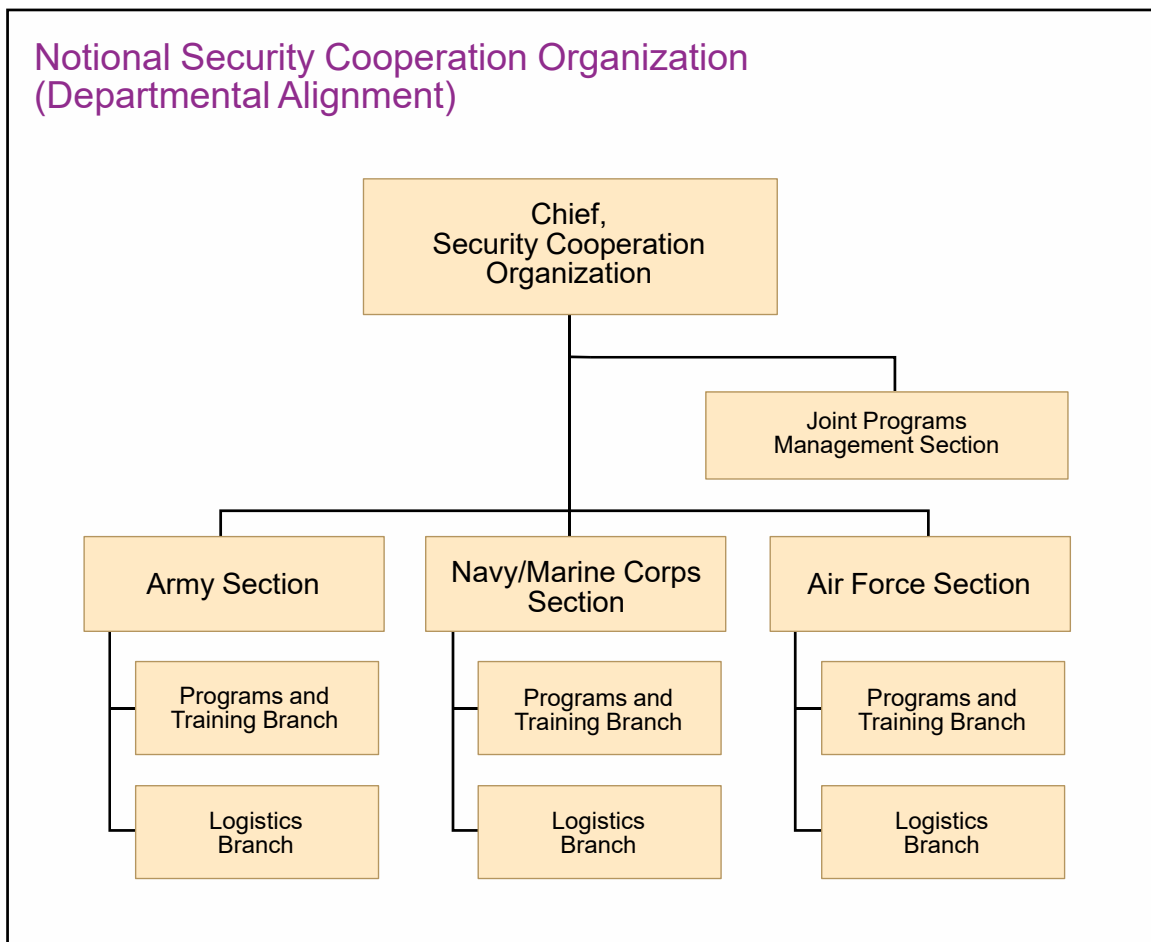 Notional Security Cooperation Organization
(Departmental Alignment)
Chief,
Security Cooperation
Organization
Joint Programs
Management Section
Army Section
Navy/Marine Corps
Section
Air Force Section
Programs and
Training Branch
Programs and
Training Branch
Programs and
Training Branch
Logistics
Branch
Logistics
Branch
Logistics
Branch